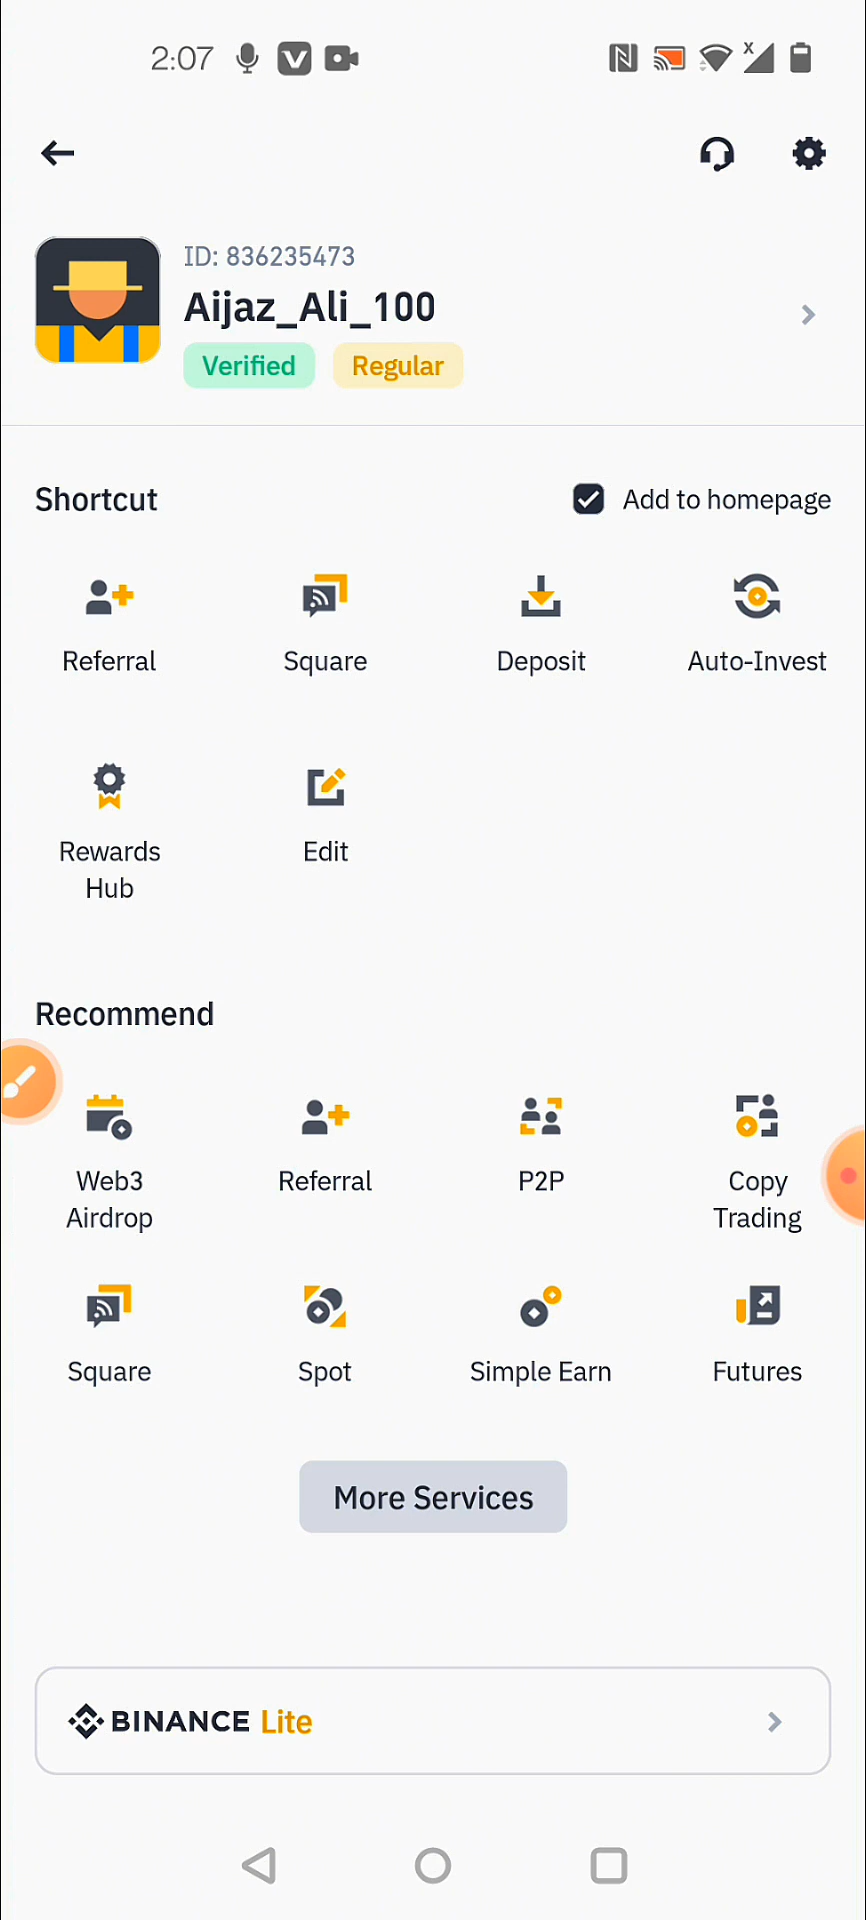 2:07
ID: 836235473
Aijaz_Ali_100
Verified Regular
Shortcut Add to homepage
Referral Square Deposit Auto-Invest
Rewards Hub
Edit
Recommend
Web3 Airdrop
Referral
P2P
Copy Trading
Square Spot Simple Earn Futures
More Services
BINANCE Lite